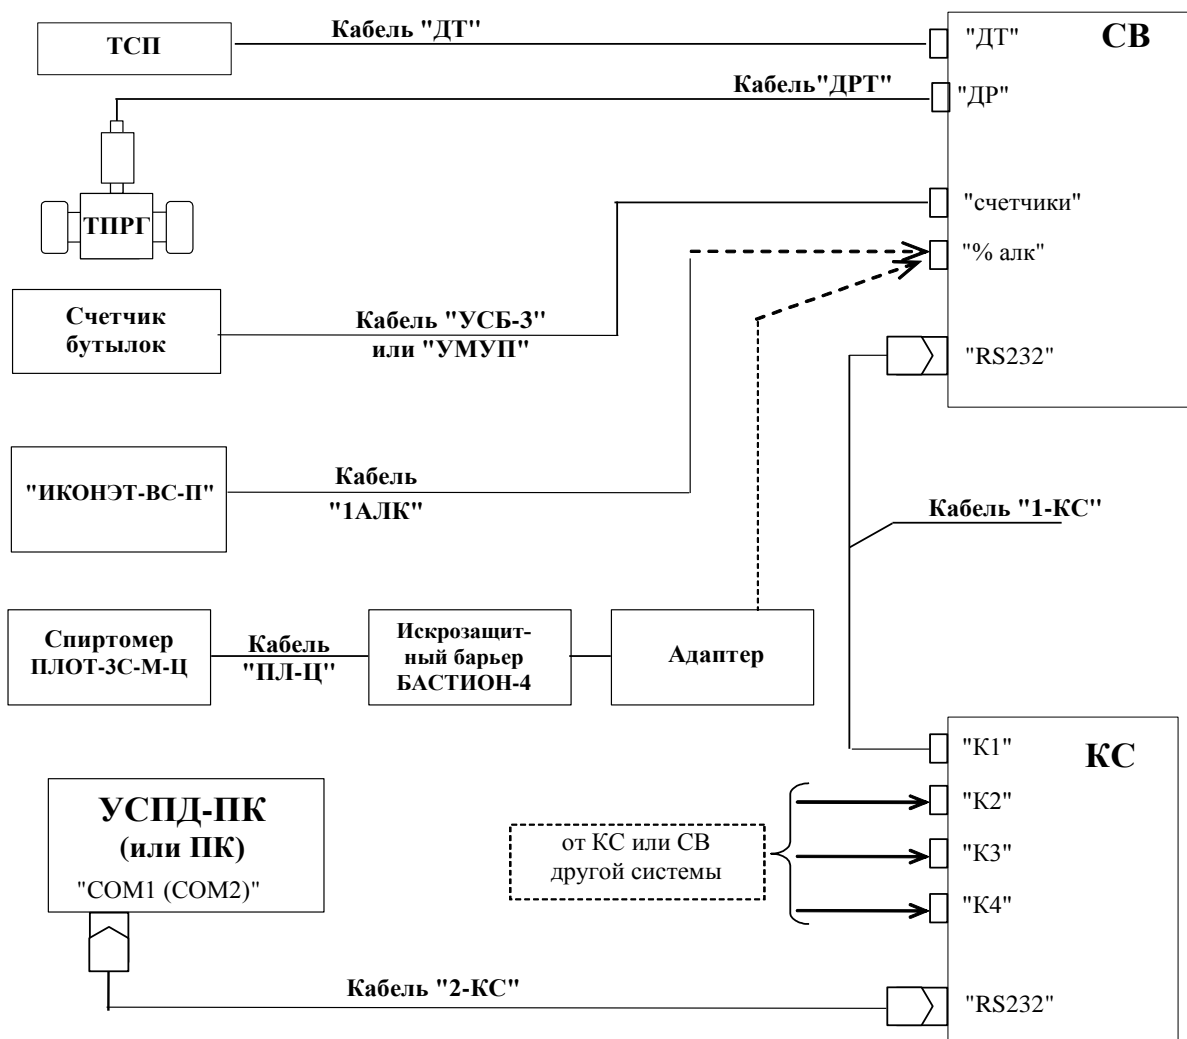 ТСП
Кабель "ДТ"
"ДТ"
СВ
Кабель"ДРТ"
"ДР"
ТПРГ
"счетчики"
"% алк"
Счетчик
бутылок
Кабель "УСБ-3"
или "УМУП"
"RS232"
"ИКОНЭТ-ВС-П"
Кабель
"1АЛК"
Кабель "1-КС"
Спиртомер
ПЛОТ-3С-М-Ц
Кабель
"ПЛ-Ц"
Искрозащит-
ный барьер
БАСТИОН-4
Адаптер
"К1"
КС
УСПД-ПК
(или ПК)
"COM1 (COM2)"
от КС или СВ
другой системы
"К2"
"К3"
"К4"
Кабель "2-КС"
"RS232"